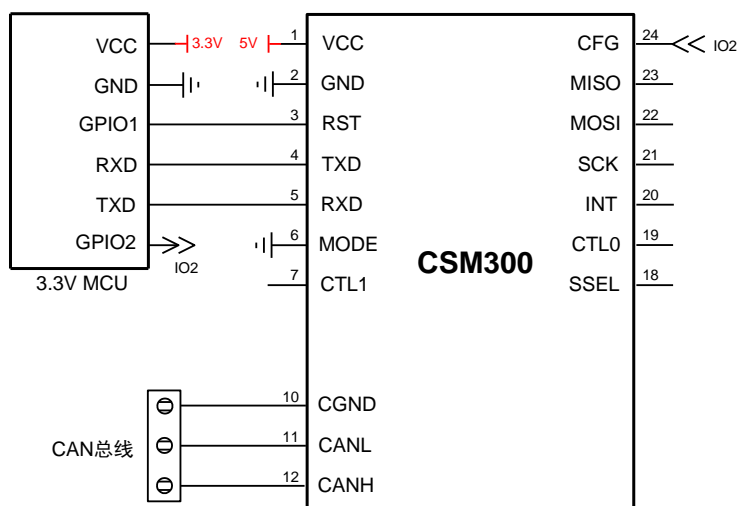 VCC 3.3V 5V 1 VCC CFG 24 IO2
GND 2 GND MISO 23
GPIO1 3 RST MOSI 22
RXD 4 TXD SCK 21
TXD 5 RXD INT 20
GPIO2 IO2 6 MODE CTL0 19
3.3V MCU 7 CTL1 CSM300 SSEL 18
10 CGND
CAN总线 11 CANL
12 CANH